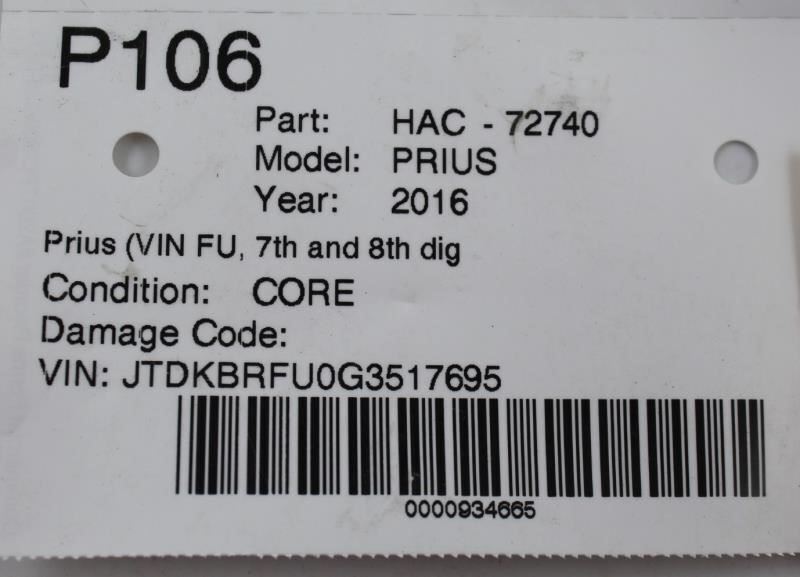 P106
Part: HAC - 72740
Model: PRIUS
Year: 2016
Prius (VIN FU, 7th and 8th dig
Condition: CORE
Damage Code:
VIN: JTDKBRFU0G3517695
0000934665